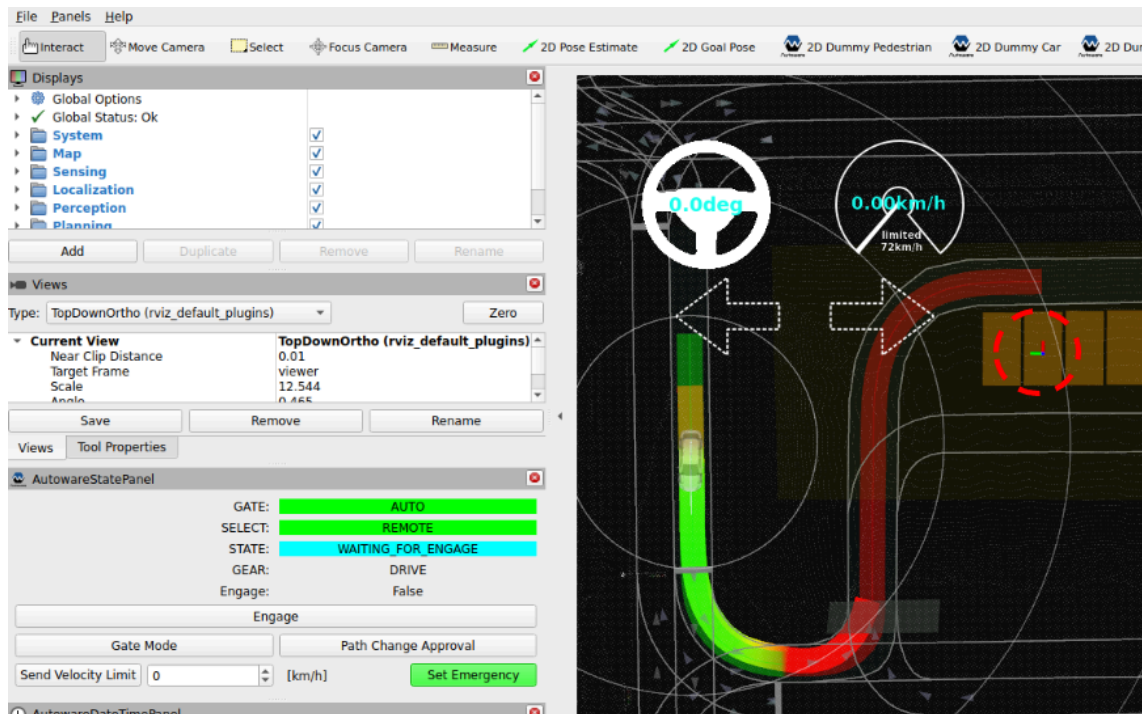 File Panels Help
Interact Move Camera Select Focus Camera Measure 2D Pose Estimate 2D Goal Pose 2D Dummy Pedestrian 2D Dummy Car 2D Du
Displays
Global Options
Global Status: Ok
System
Map
Sensing
Localization
Perception
Planning
Add Duplicate Remove Rename
Views
Type: TopDownOrtho (rviz_default_plugins) Zero
Current View TopDownOrtho (rviz_default_plugins)
Near Clip Distance 0.01
Target Frame viewer
Scale 12.544
Angle 0.465
Save Remove Rename
Views Tool Properties
AutowareStatePanel
GATE: AUTO
SELECT: REMOTE
STATE: WAITING_FOR_ENGAGE
GEAR: DRIVE
Engage: False
Engage
Gate Mode Path Change Approval
Send Velocity Limit 0 [km/h] Set Emergency
AutowareDateTimePanel
0.0deg
0.00km/h
limited
72km/h